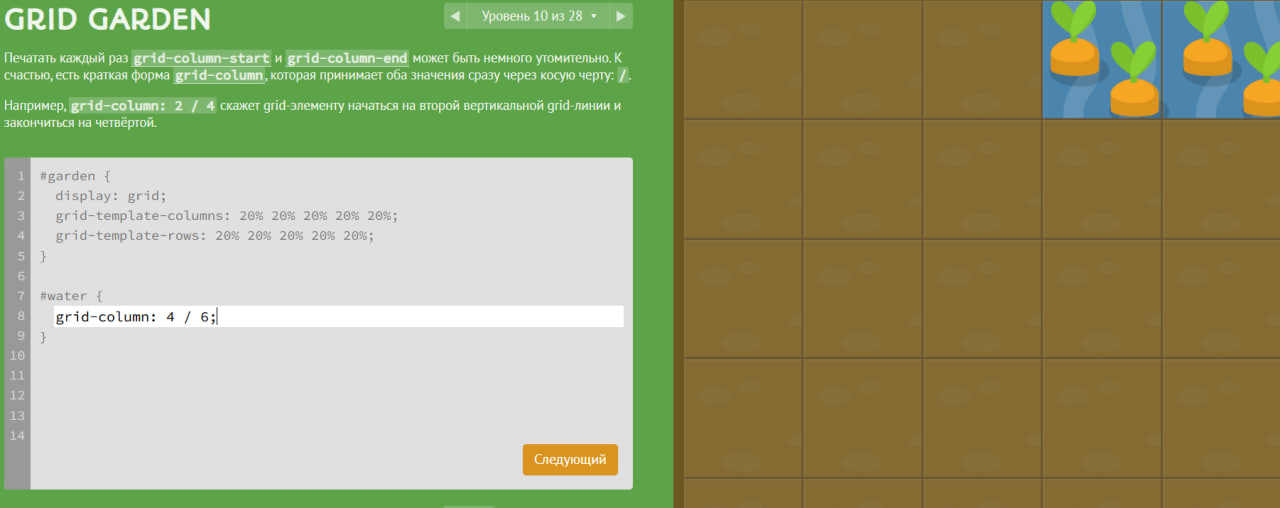 GRID GARDEN
Уровень 10 из 28
Печатать каждый раз grid-column-start и grid-column-end может быть немного утомительно. К
счастью, есть краткая форма grid-column, которая принимает оба значения сразу через косую черту: /.
Например, grid-column: 2 / 4 скажет grid-элементу начаться на второй вертикальной grid-линии и
закончиться на четвёртой.
1 #garden {
2 display: grid;
3 grid-template-columns: 20% 20% 20% 20% 20%;
4 grid-template-rows: 20% 20% 20% 20% 20%;
5 }
6
7 #water {
8 grid-column: 4 / 6;
9 }
10
11
12
13
14
Следующий